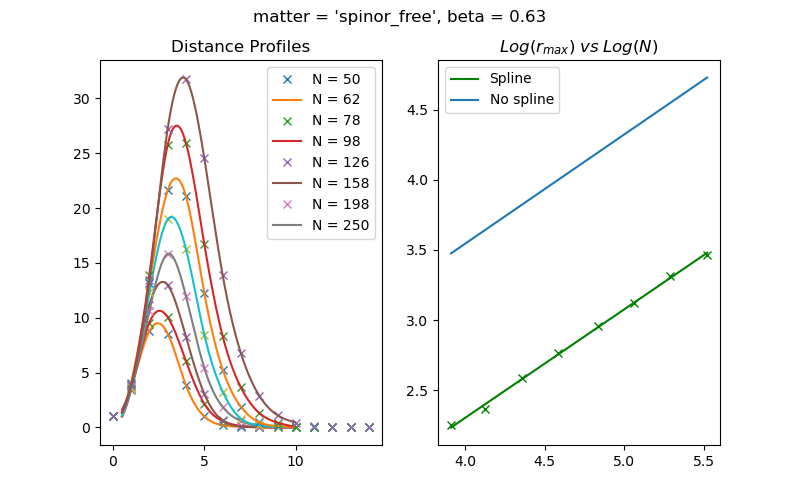 matter = 'spinor_free', beta = 0.63
Distance Profiles
30
25
20
15
10
5
0
0 5 10
N = 50
N = 62
N = 78
N = 98
N = 126
N = 158
N = 198
N = 250
Log(r_max) vs Log(N)
4.5
4.0
3.5
3.0
2.5
4.0 4.5 5.0 5.5
Spline
No spline